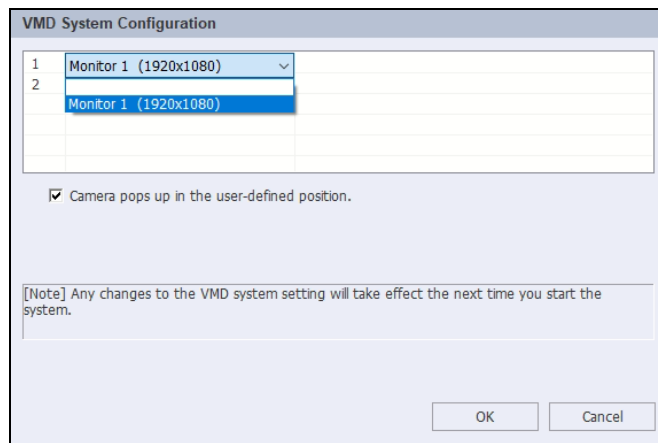 VMD System Configuration
1 Monitor 1 (1920x1080)
2
Monitor 1 (1920x1080)
Camera pops up in the user-defined position.
[Note] Any changes to the VMD system setting will take effect the next time you start the
system.
OK Cancel